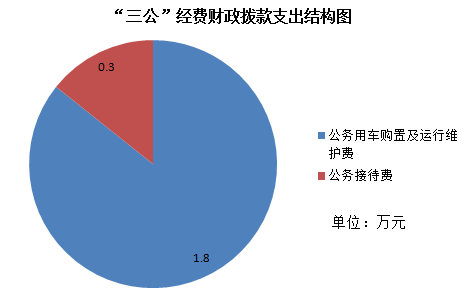 “三公”经费财政拨款支出结构图
0.3
公务用车购置及运行维
护费
公务接待费
单位：万元
1.8